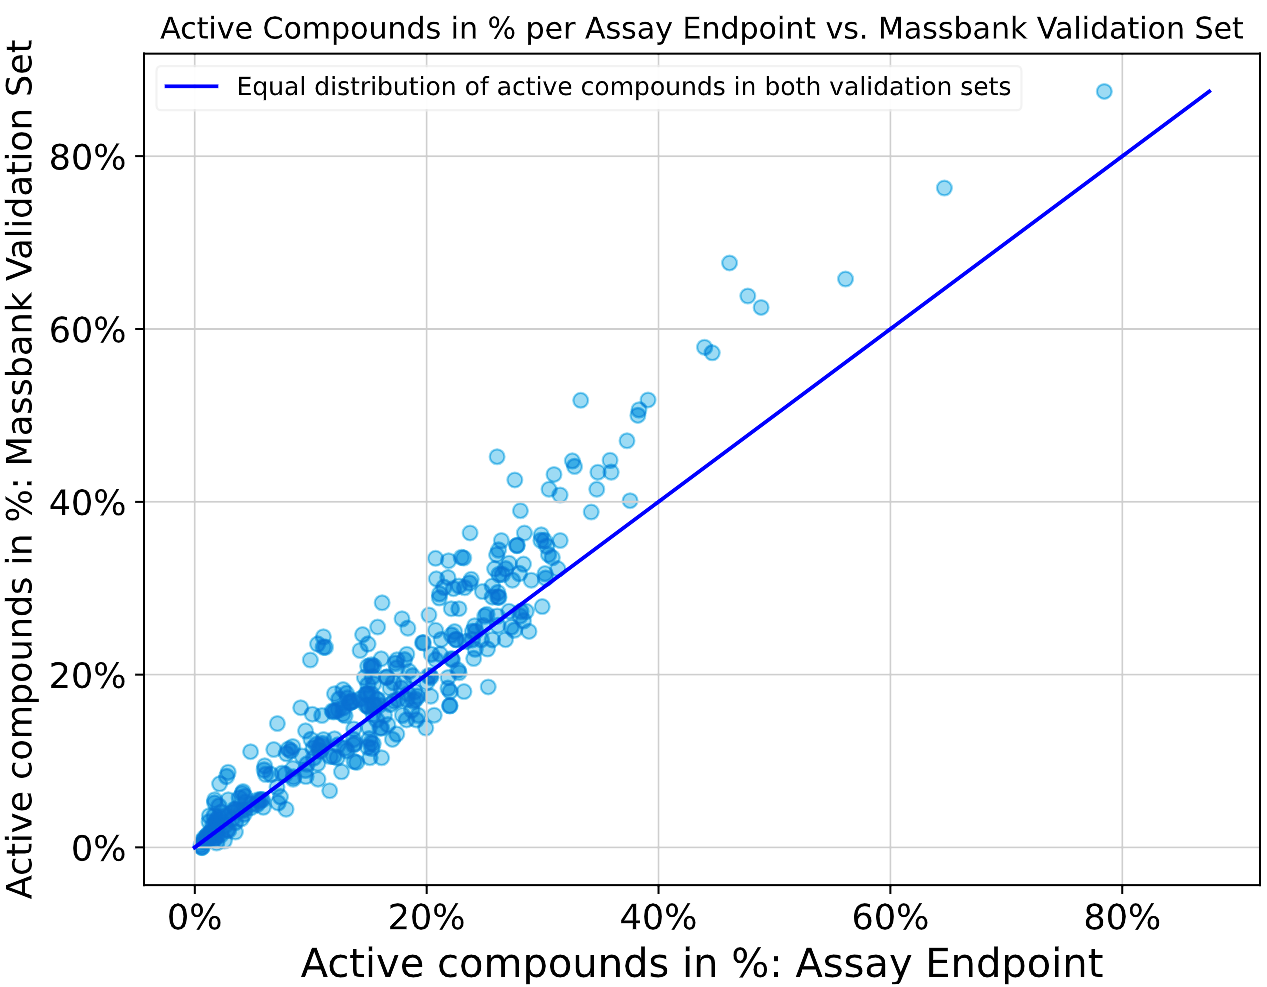 Active Compounds in % per Assay Endpoint vs. Massbank Validation Set
Equal distribution of active compounds in both validation sets
Active compounds in %: Massbank Validation Set
80%
60%
40%
20%
0%
0%
20%
40%
60%
80%
Active compounds in %: Assay Endpoint